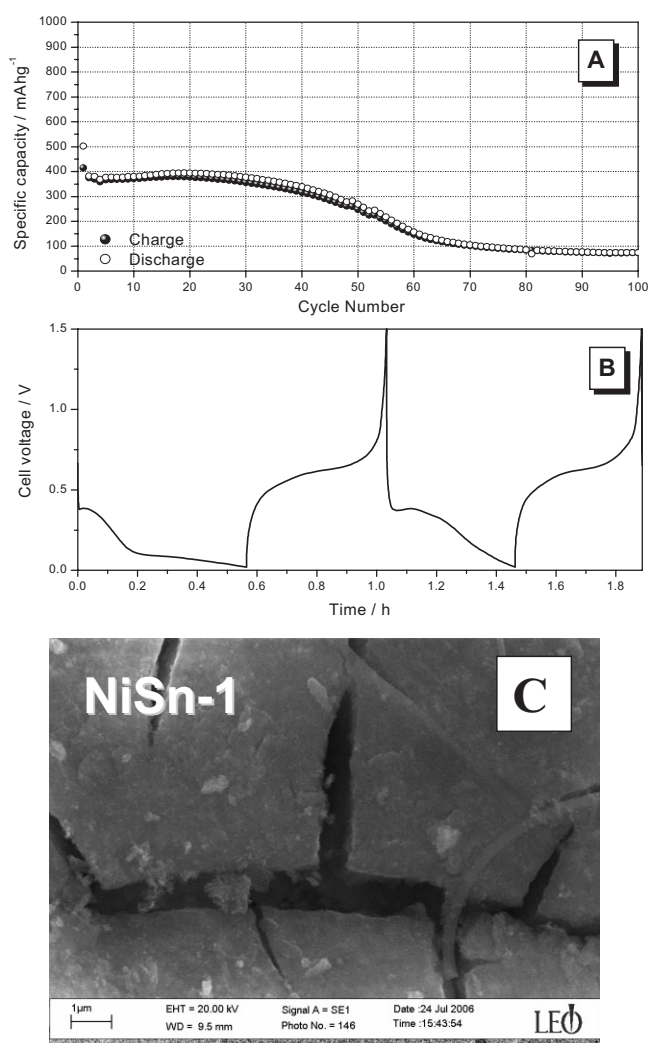 1000
900
800
700
600
500
400
300
200
100
0
Specific capacity / mAhg⁻¹
A
Charge
Discharge
0 10 20 30 40 50 60 70 80 90 100
Cycle Number
1.5
1.0
0.5
0.0
Cell voltage / V
B
0.0 0.2 0.4 0.6 0.8 1.0 1.2 1.4 1.6 1.8
Time / h
NiSn-1
C
1µm
EHT = 20.00 kV Signal A = SE1 Date :24 Jul 2006
WD = 9.5 mm Photo No. = 146 Time :15:43:54
LEO